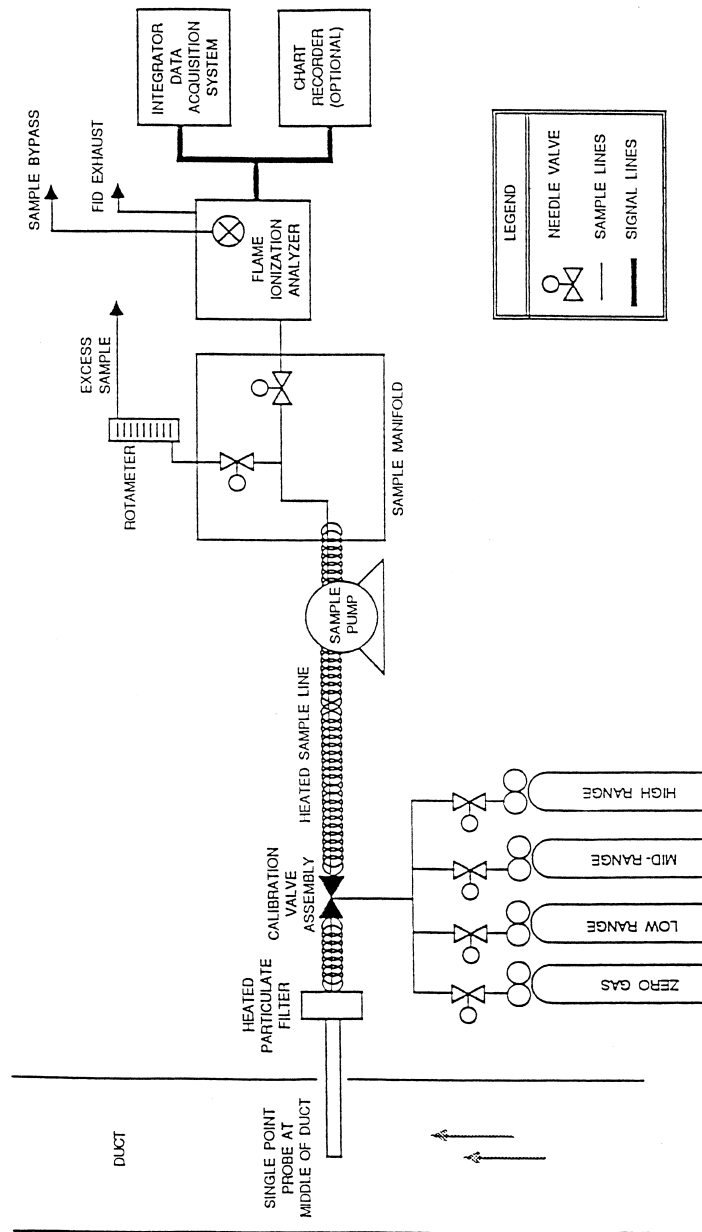 DUCT
SINGLE POINT
PROBE AT
MIDDLE OF DUCT
HEATED
PARTICULATE
FILTER
CALIBRATION
VALVE
ASSEMBLY
HEATED SAMPLE LINE
SAMPLE
PUMP
ROTAMETER
EXCESS
SAMPLE
SAMPLE MANIFOLD
SAMPLE BYPASS
FID EXHAUST
FLAME
IONIZATION
ANALYZER
INTEGRATOR
DATA
ACQUISITION
SYSTEM
CHART
RECORDER
(OPTIONAL)
ZERO GAS
LOW RANGE
MID-RANGE
HIGH RANGE
LEGEND
NEEDLE VALVE
SAMPLE LINES
SIGNAL LINES